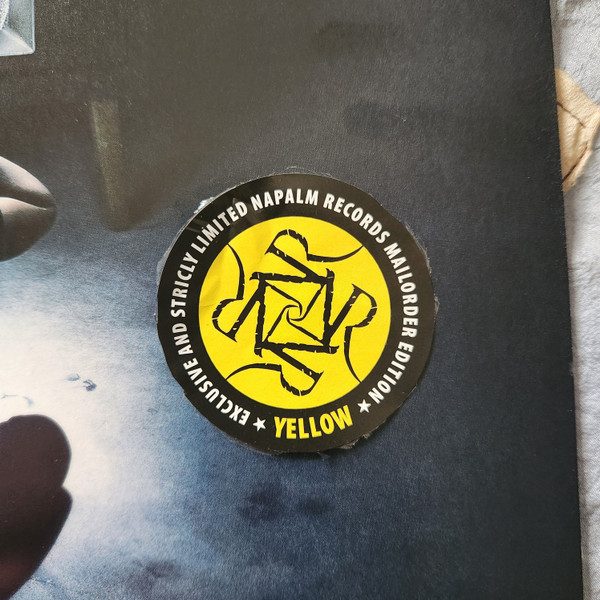 EXCLUSIVE AND STRICLY LIMITED NAPALM RECORDS MAILORDER EDITION
★ YELLOW ★